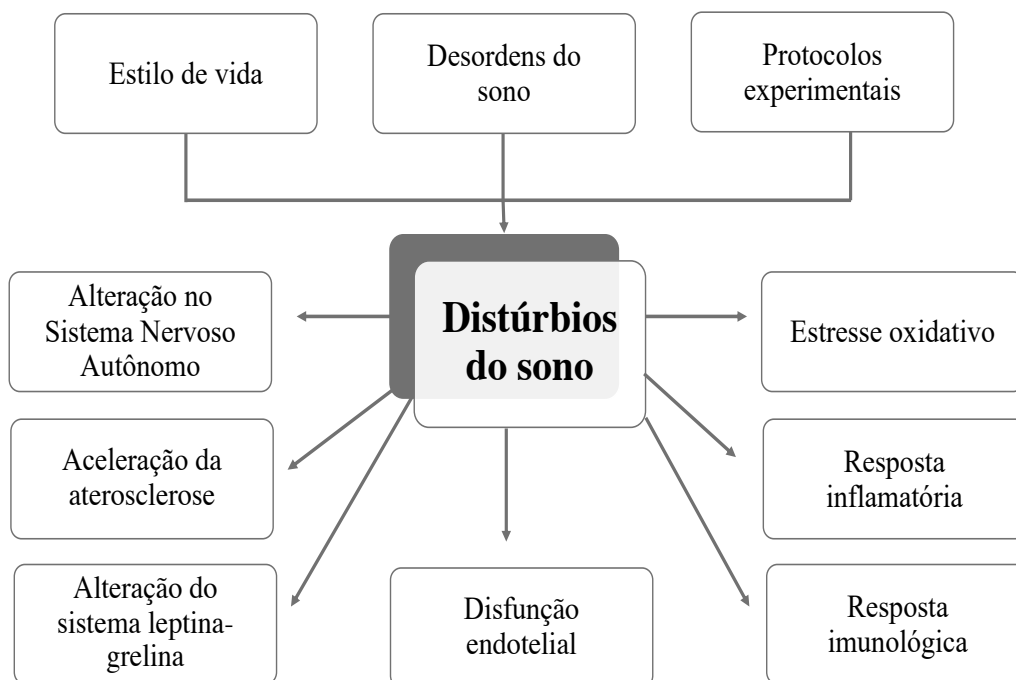 Estilo de vida
Desordens do
sono
Protocolos
experimentais
Distúrbios
do sono
Alteração no
Sistema Nervoso
Autônomo
Estresse oxidativo
Aceleração da
aterosclerose
Resposta
inflamatória
Alteração do
sistema leptina-
grelina
Disfunção
endotelial
Resposta
imunológica